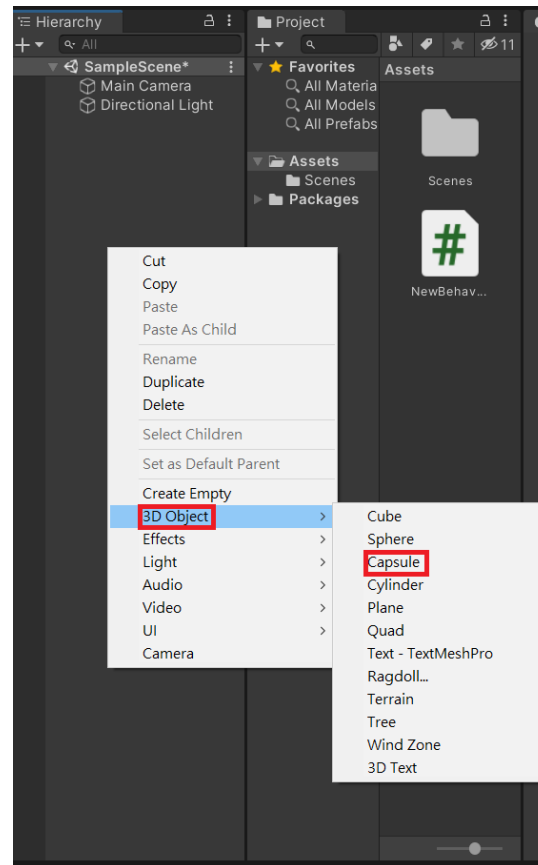 Hierarchy
All
SampleScene*
Main Camera
Directional Light
Project
11
Favorites
All Materia
All Models
All Prefabs
Assets
Scenes
Packages
Assets
Scenes
#
NewBehav...
Cut
Copy
Paste
Paste As Child
Rename
Duplicate
Delete
Select Children
Set as Default Parent
Create Empty
3D Object
Effects
Light
Audio
Video
UI
Camera
Cube
Sphere
Capsule
Cylinder
Plane
Quad
Text - TextMeshPro
Ragdoll...
Terrain
Tree
Wind Zone
3D Text